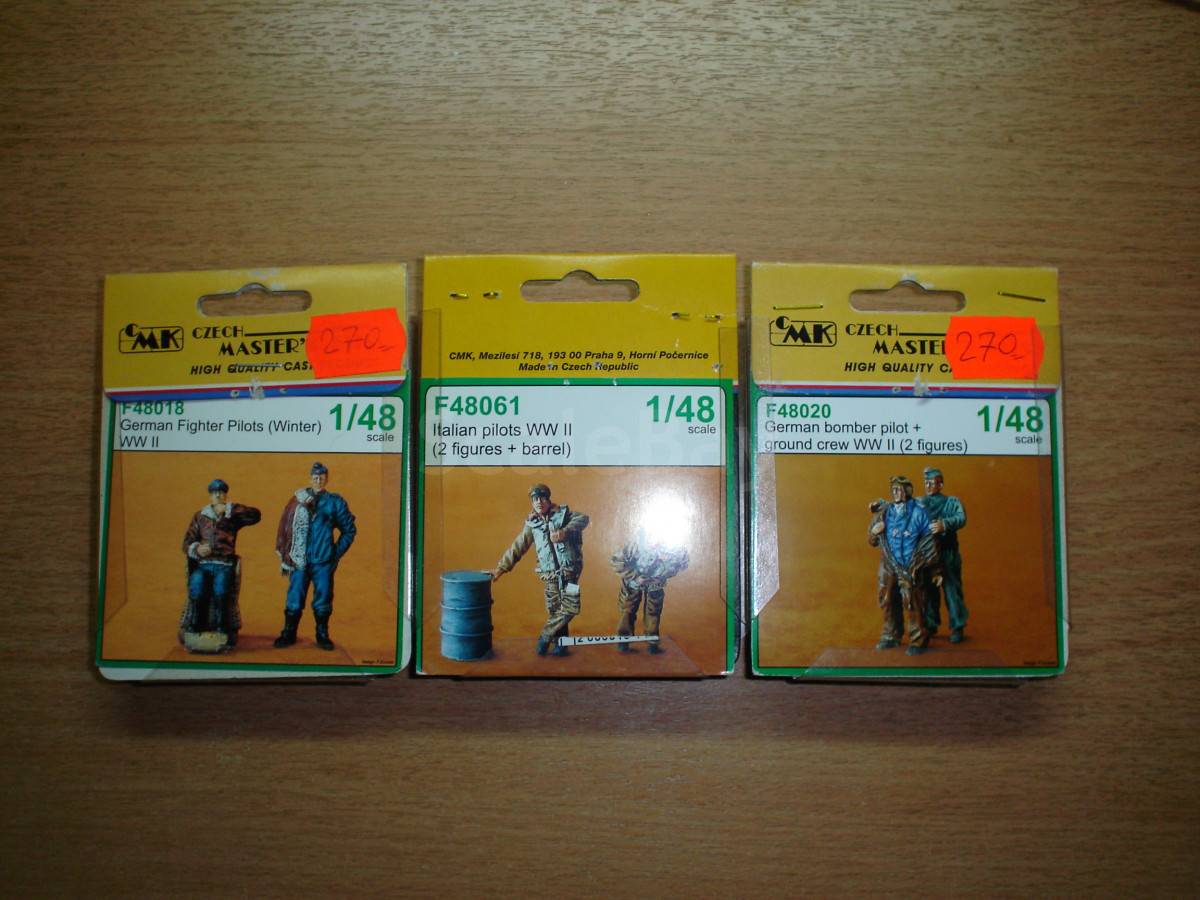 CMK
CZECH
MASTER'
HIGH QUALITY CAS
270,-
F48018
German Fighter Pilots (Winter)
WW II
1/48
scale
CMK, Mezilesí 718, 193 00 Praha 9, Horní Počernice
Made in Czech Republic
F48061
Italian pilots WW II
(2 figures + barrel)
1/48
scale
CMK
CZECH
MASTER
HIGH QUALITY CA
270,-
F48020
German bomber pilot +
ground crew WW II (2 figures)
1/48
scale